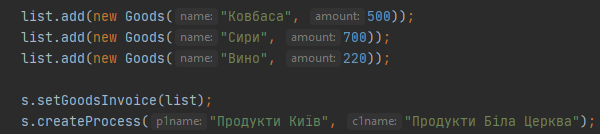 list.add(new Goods( name: "Ковбаса", amount: 500));
list.add(new Goods( name: "Сири", amount: 700));
list.add(new Goods( name: "Вино", amount: 220));
s.setGoodsInvoice(list);
s.createProcess( p1name: "Продукти Київ", c1name: "Продукти Біла Церква");